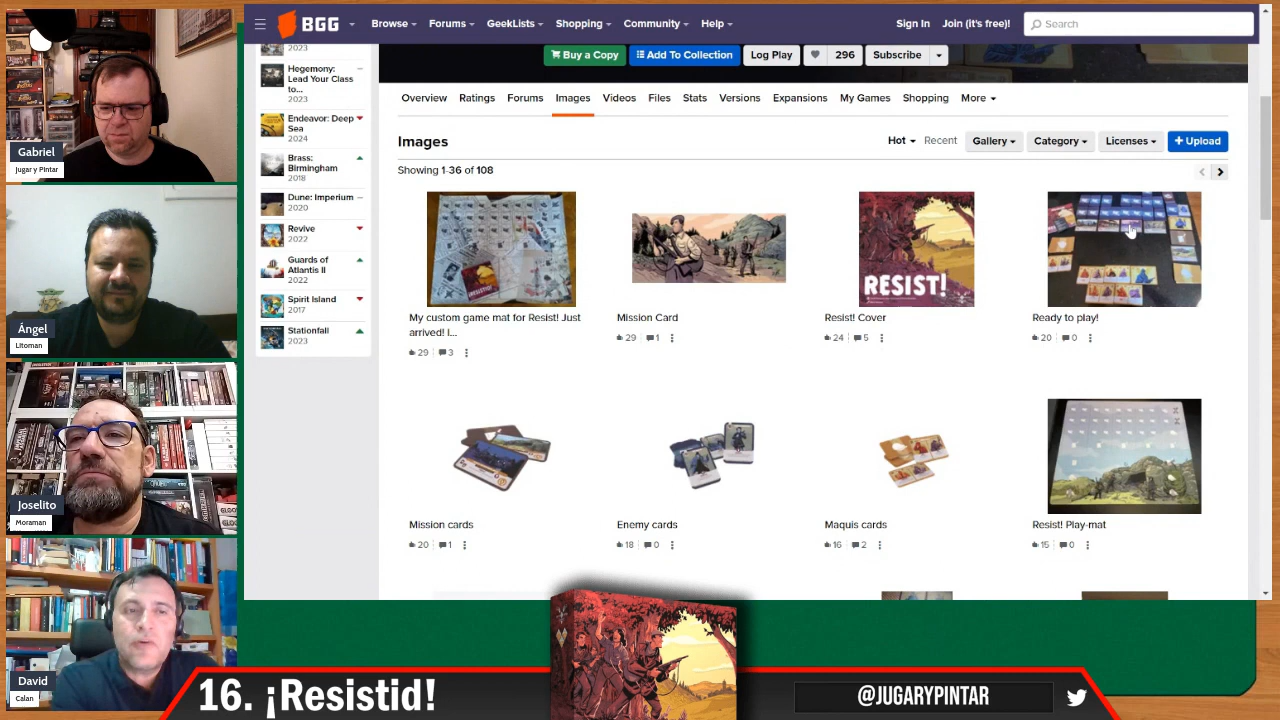 Gabriel
Jugar y Pintar
Ángel
Litoman
Joselito
Moraman
David
Calan
BGG
Browse
Forums
GeekLists
Shopping
Community
Help
Sign In
Join (it's free)!
Search
2023
Hegemony:
Lead Your Class
to...
2023
Endeavor: Deep
Sea
2024
Brass:
Birmingham
2018
Dune: Imperium
2020
Revive
2022
Guards of
Atlantis II
2022
Spirit Island
2017
Stationfall
2023
Buy a Copy
Add To Collection
Log Play
296
Subscribe
Overview
Ratings
Forums
Images
Videos
Files
Stats
Versions
Expansions
My Games
Shopping
More
Images
Hot
Recent
Gallery
Category
Licenses
+ Upload
Showing 1-36 of 108
RESIST!
My custom game mat for Resist! Just
arrived! I...
29 3
Mission Card
29 1
Resist! Cover
24 5
Ready to play!
20 0
Mission cards
20 1
Enemy cards
18 0
Maquis cards
16 2
Resist! Play-mat
15 0
16. ¡Resistid!
@JUGARYPINTAR